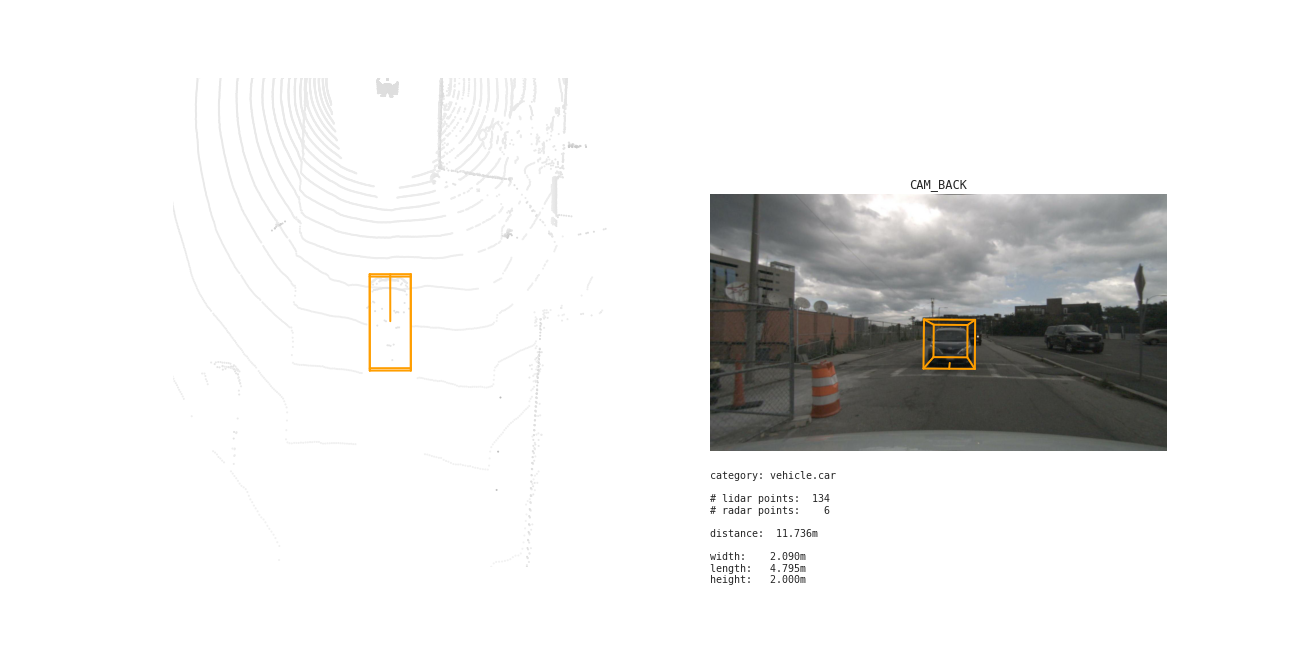 CAM_BACK
category: vehicle.car
# lidar points: 134
# radar points: 6
distance: 11.736m
width: 2.090m
length: 4.795m
height: 2.000m